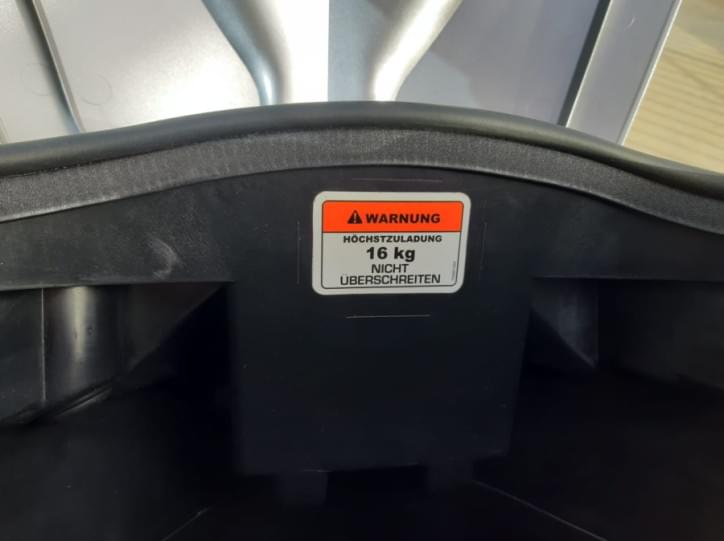 WARNUNG
HÖCHSTZULADUNG
16 kg
NICHT
ÜBERSCHREITEN